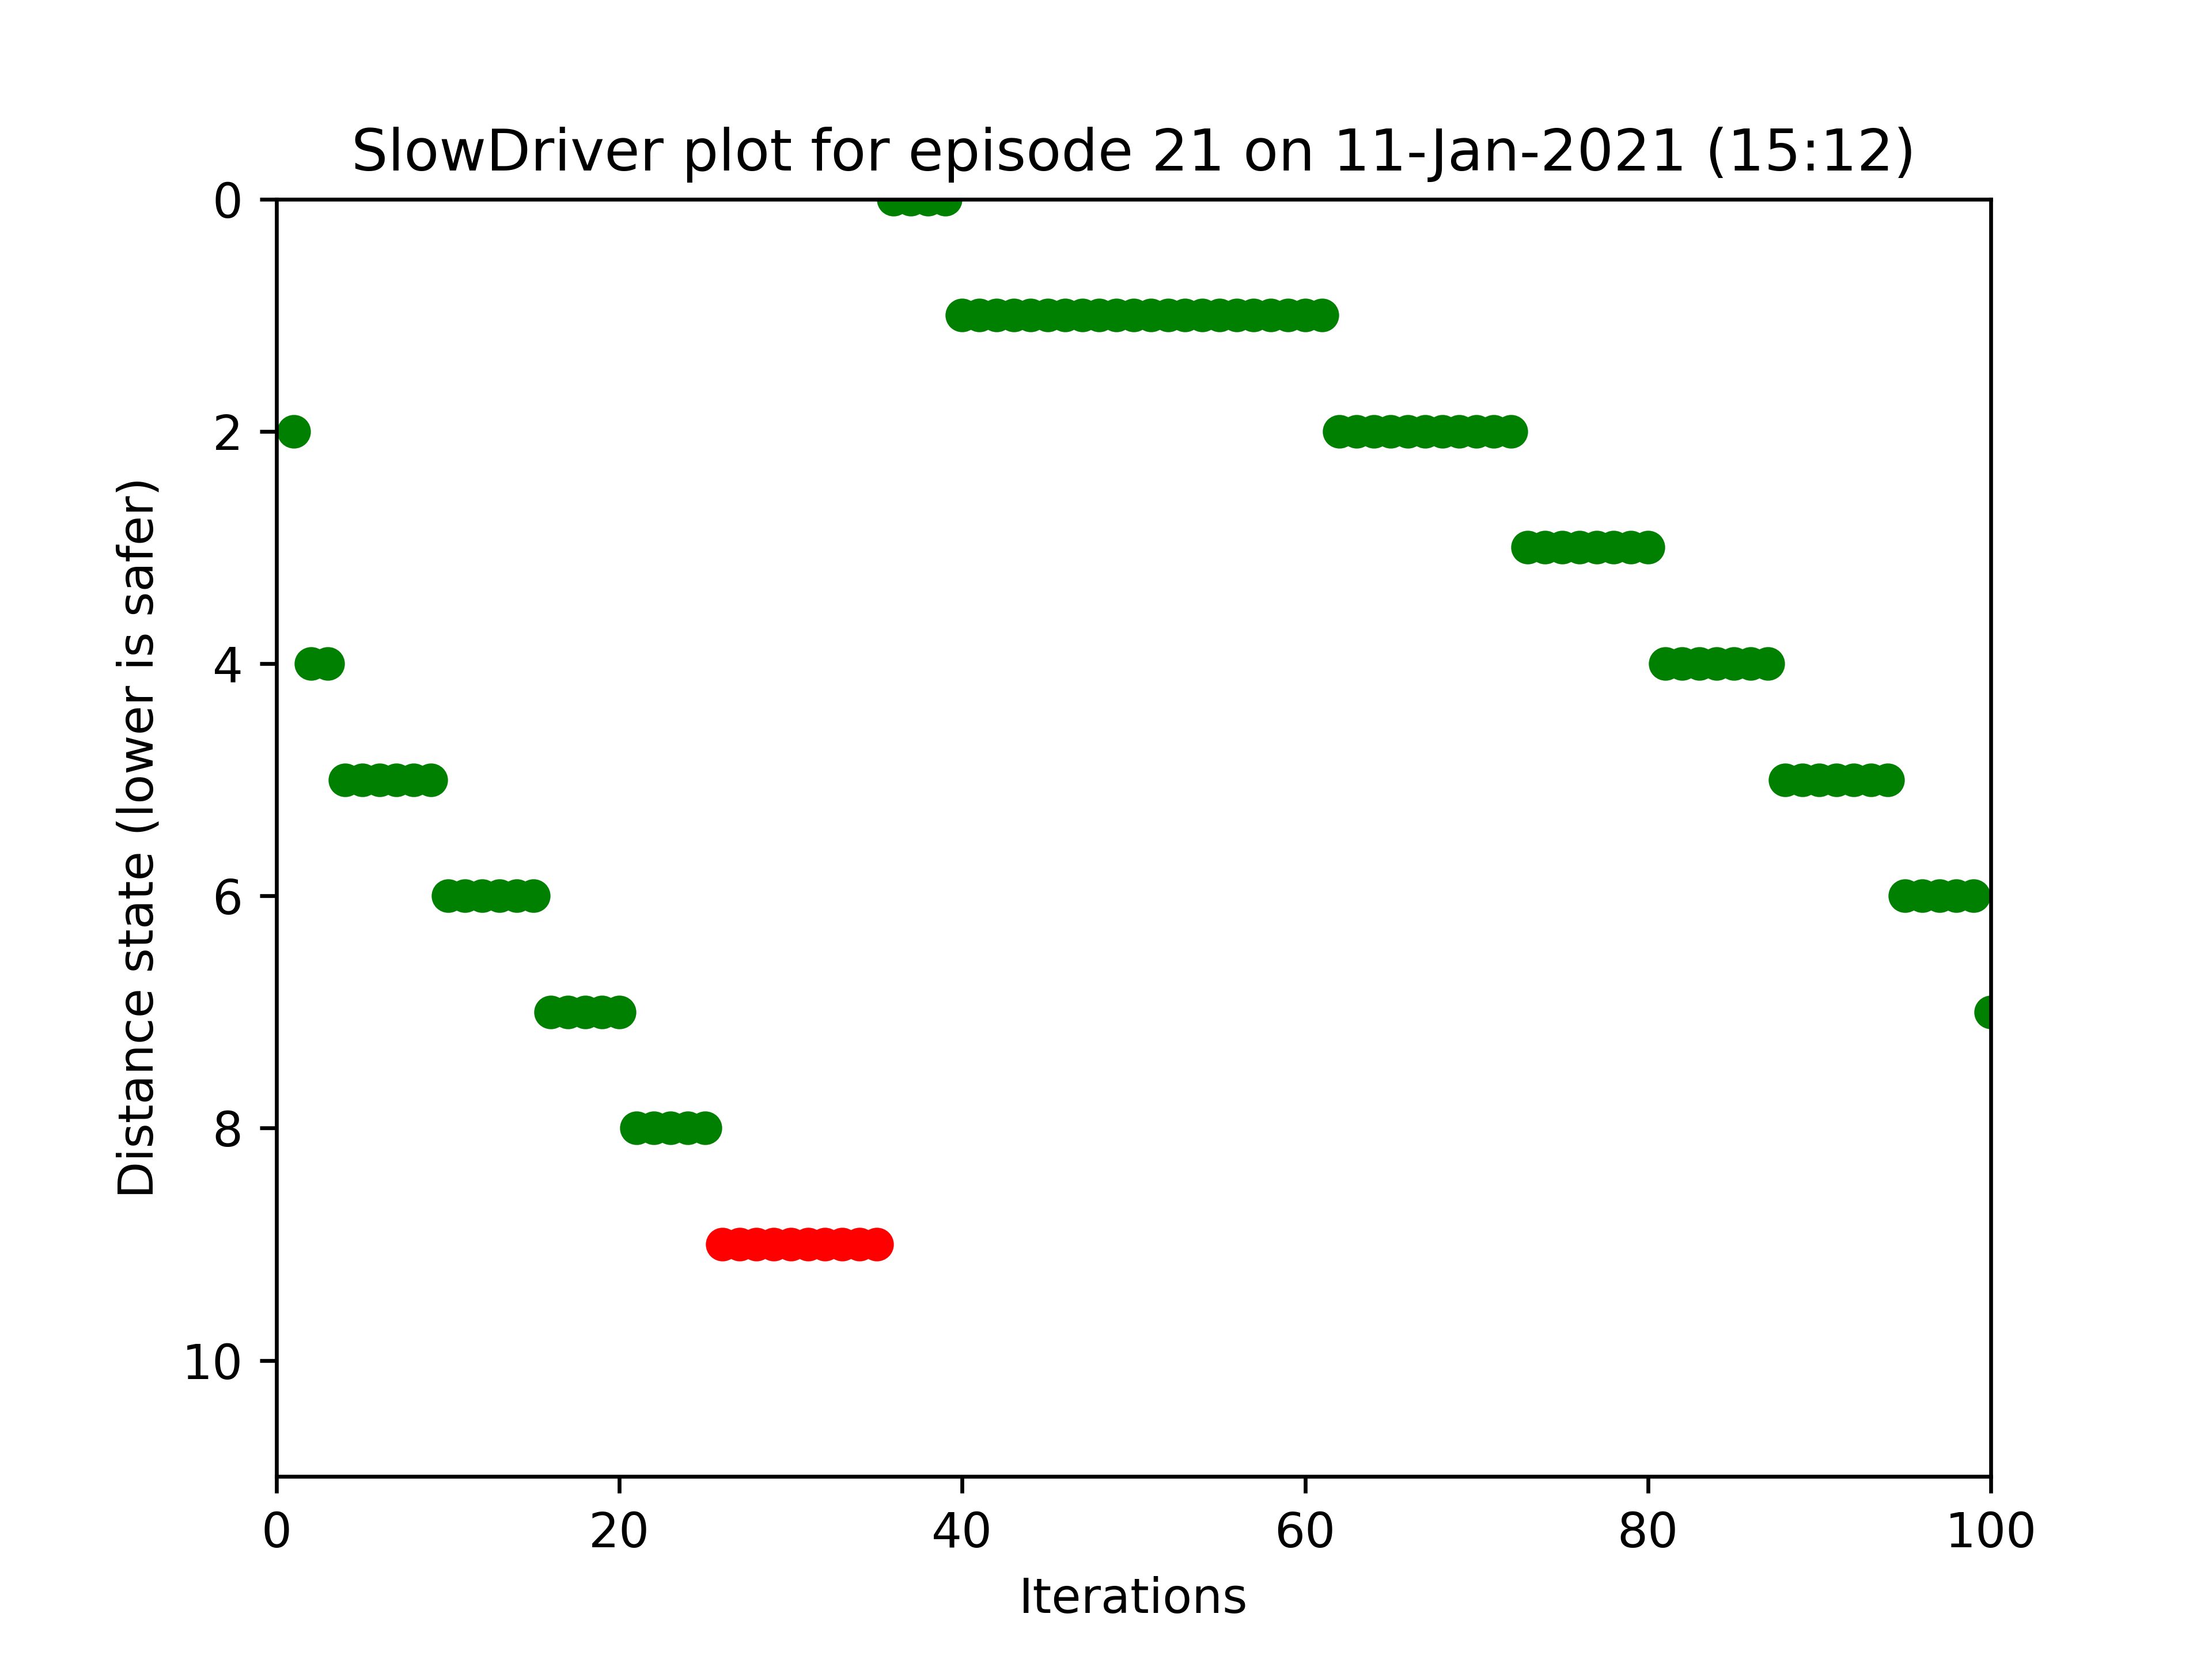 SlowDriver plot for episode 21 on 11-Jan-2021 (15:12)
0
2
4
6
8
10
Distance state (lower is safer)
0 20 40 60 80 100
Iterations